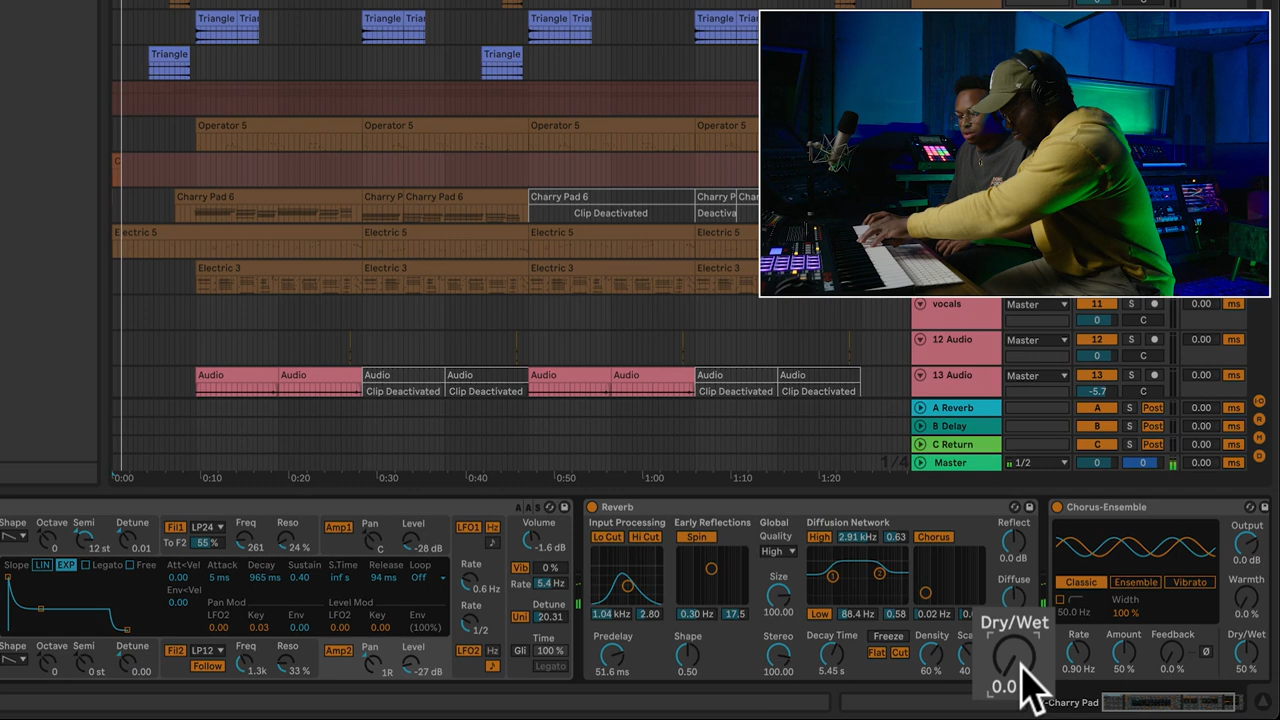 Triangle Tria Triangle Tria Triangle Tria Triangle
Triangle Triangle
Operator 5 Operator 5 Operator 5 Operator 5
C
Charry Pad 6 Charry P Charry Pad 6 Charry Pad 6 Charry P Char
Clip Deactivated Deactiva
Electric 5 Electric 5 Electric 5 Electric 5
Electric 3 Electric 3 Electric 3 Electric 3
vocals Master 11 S 0.00 ms
0 C
12 Audio Master 12 S 0.00 ms
0 C
Audio Audio Audio Audio Audio Audio Audio Audio
Clip Deactivated Clip Deactivated Clip Deactivated Clip Deactivated
13 Audio Master 13 S 0.00 ms
-5.7 C
A Reverb A S Post 0.00 ms
B Delay B S Post 0.00 ms
C Return C S Post 0.00 ms
1/4 Master 1/2 0 0 0.00 ms
0:00 0:10 0:20 0:30 0:40 0:50 1:00 1:10 1:20
Shape Octave Semi Detune
0 12 st 0.01
Fil1 LP24 Freq Reso
To F2 55 % 261 24 %
Amp1 Pan Level
C -28 dB
LFO1 Hz
Slope LIN EXP Legato Free
Att<Vel Attack Decay Sustain S.Time Release Loop
0.00 5 ms 965 ms 0.40 inf s 94 ms Off
Env<Vel
0.00 Pan Mod Level Mod
LFO2 Key Env LFO2 Key Env
0.00 0.03 0.00 0.00 0.00 (100%)
Rate
0.6 Hz
Rate
1/2
Shape Octave Semi Detune
0 0 st 0.00
Fil2 LP12 Freq Reso
Follow 1.3k 33 %
Amp2 Pan Level
1R -27 dB
LFO2 Hz
A A S
Volume
-1.6 dB
Vib 0 %
Rate 5.4 Hz
Detune
Uni 20.31
Time
Gli 100 %
Legato
Reverb
Input Processing Early Reflections Global Diffusion Network Reflect
Lo Cut Hi Cut Spin Quality High 2.91 kHz 0.63 Chorus 0.0 dB
High
Size Diffuse
100.00
1.04 kHz 2.80 0.30 Hz 17.5 Low 88.4 Hz 0.58 0.02 Hz
Predelay Shape Stereo Decay Time Freeze Density Sca Dry/Wet
Flat Cut
51.6 ms 0.50 100.00 5.45 s 60 % 40 0.0
Chorus-Ensemble
Output
0.0 dB
Classic Ensemble Vibrato Warmth
Width
50.0 Hz 100 % 0.0 %
Rate Amount Feedback Ø Dry/Wet
0.90 Hz 50 % 0.0 % 50 %
-Charry Pad